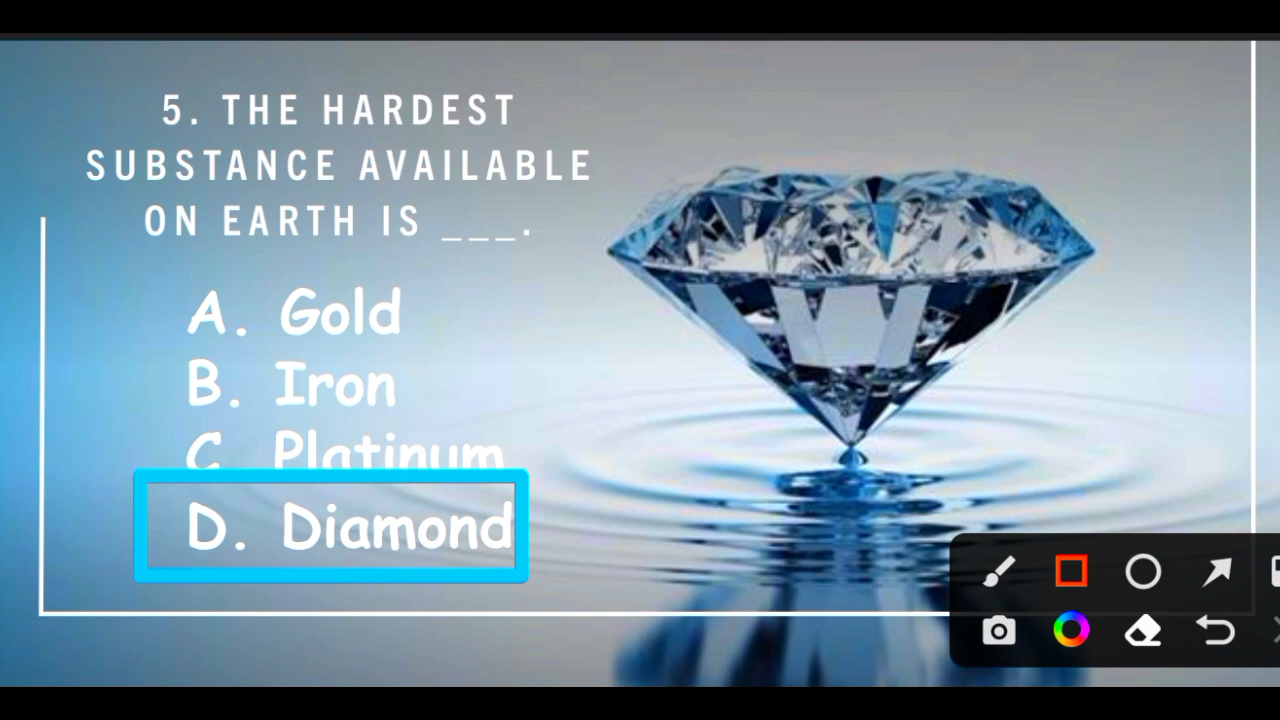 5. THE HARDEST
SUBSTANCE AVAILABLE
ON EARTH IS ___.
A. Gold
B. Iron
C Platinum
D. Diamond